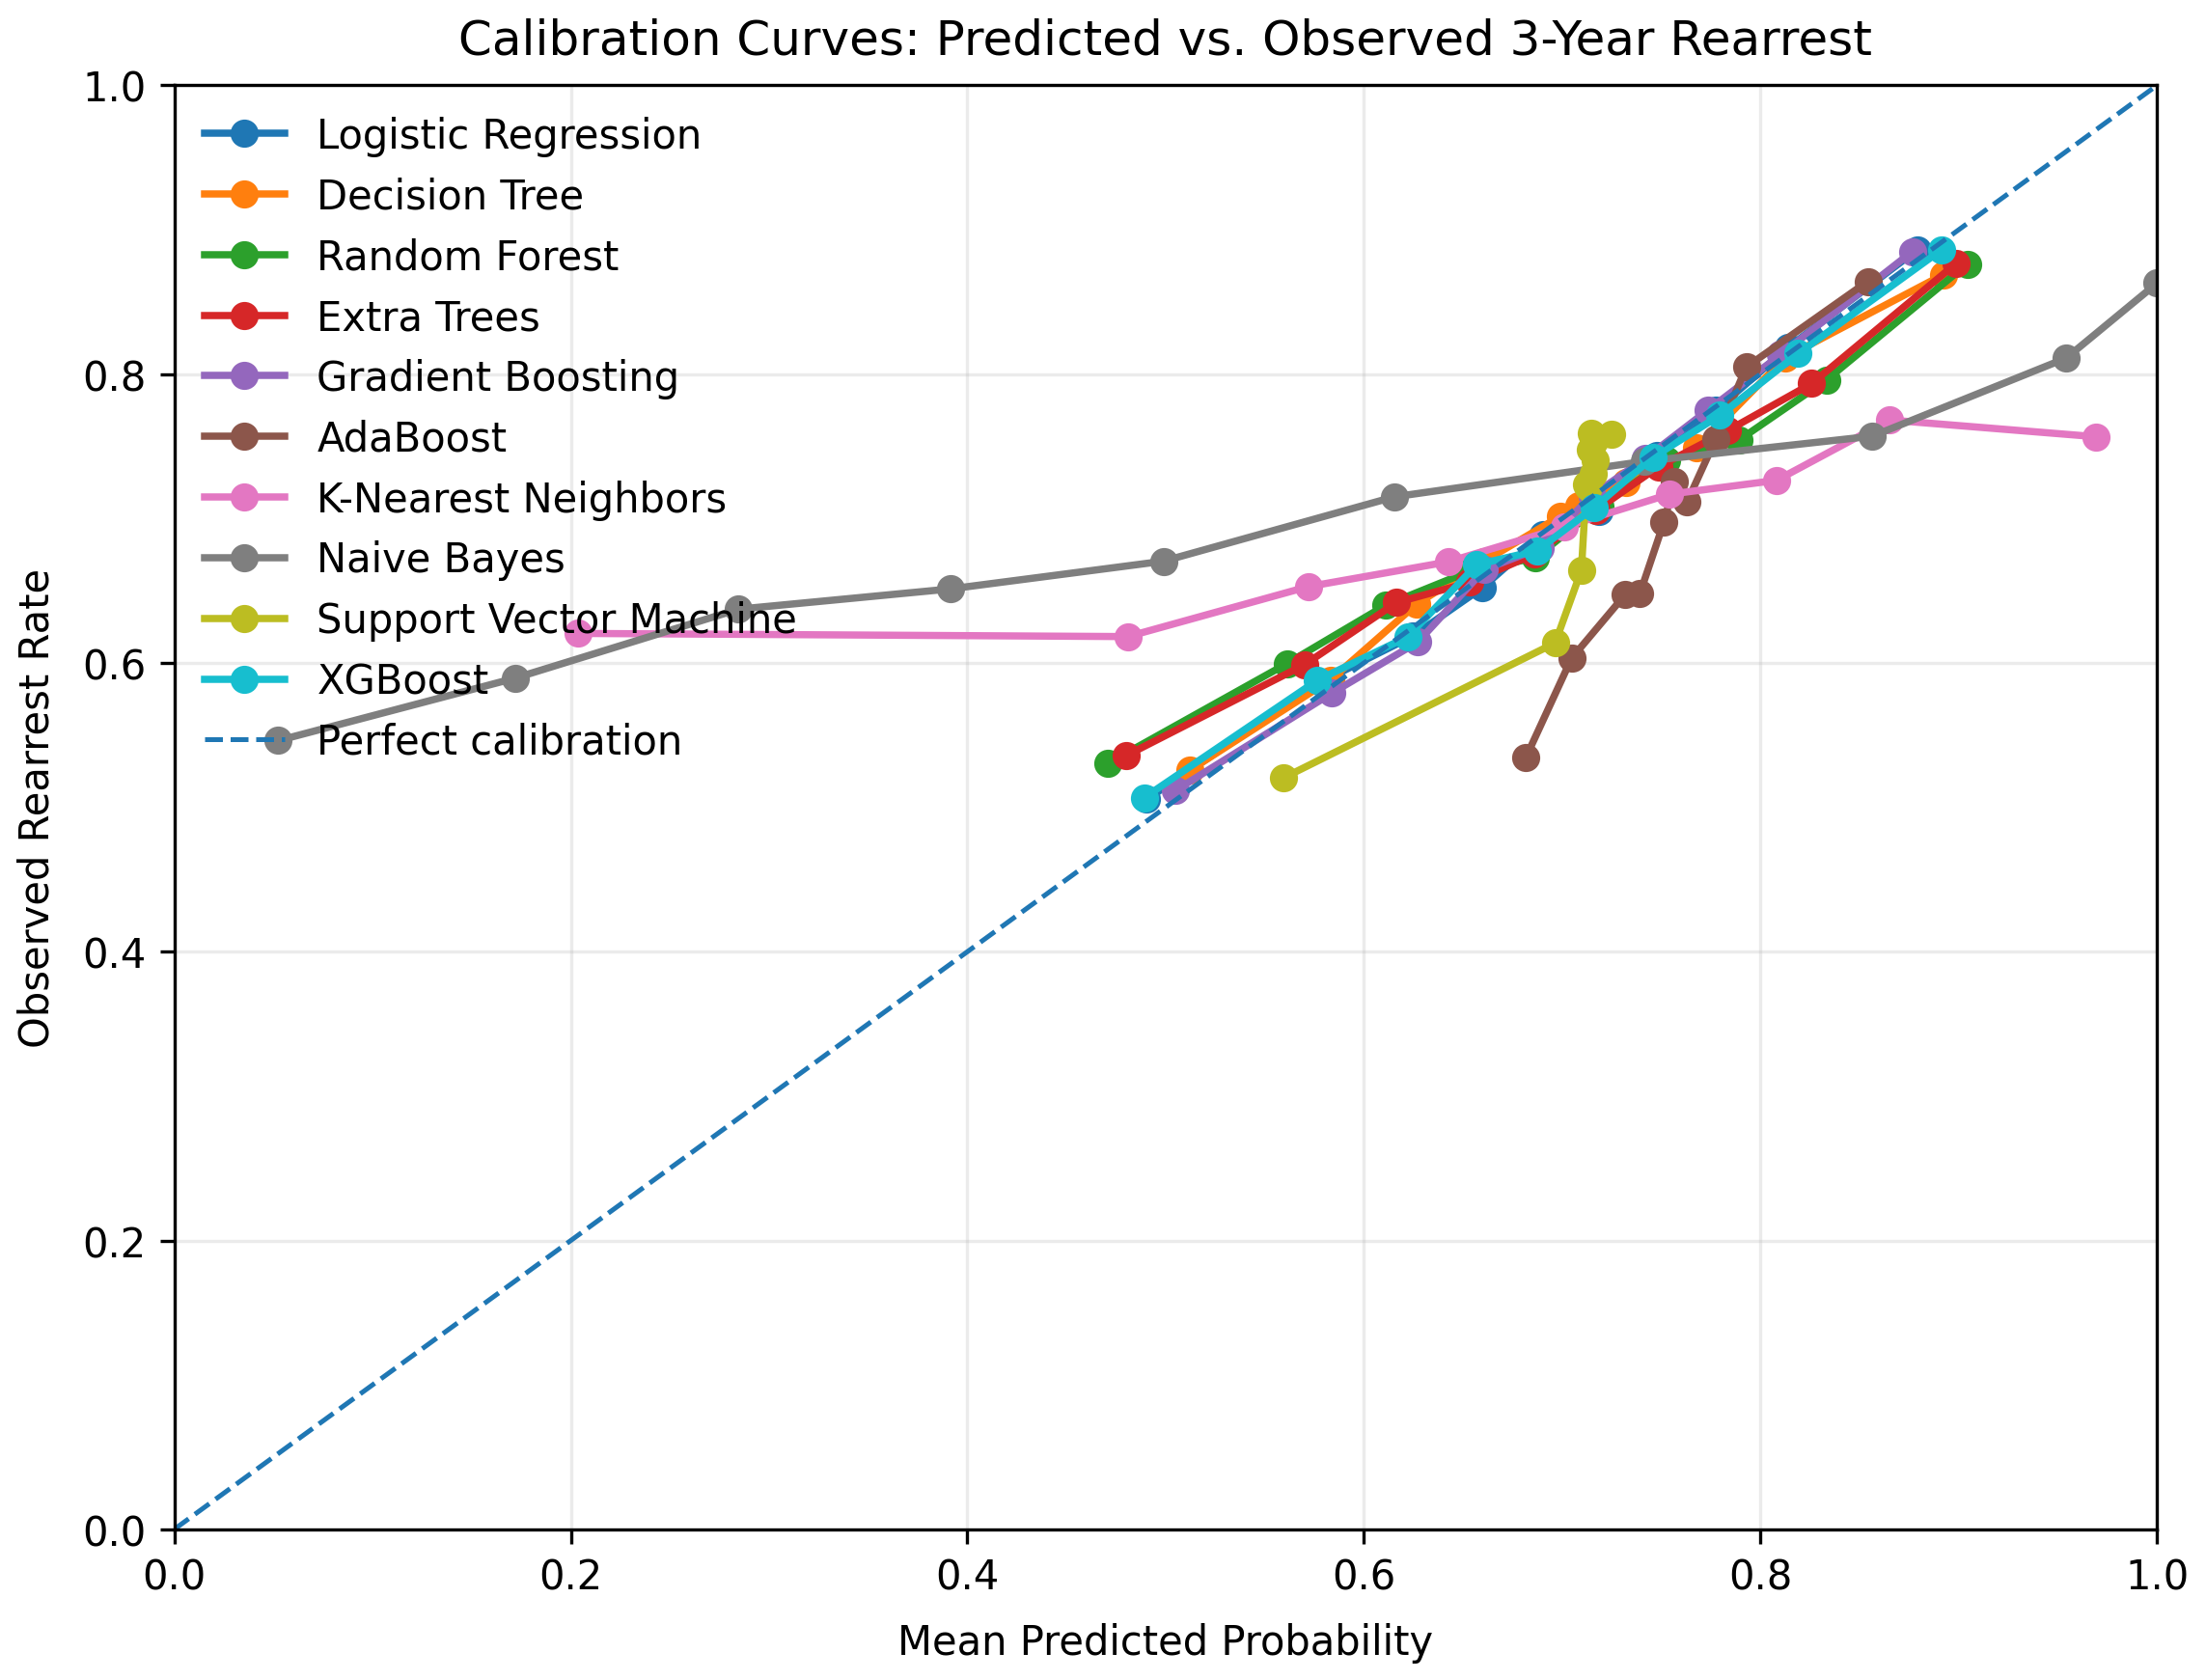 Calibration Curves: Predicted vs. Observed 3-Year Rearrest
1.0
0.8
0.6
0.4
0.2
0.0
Observed Rearrest Rate
Logistic Regression
Decision Tree
Random Forest
Extra Trees
Gradient Boosting
AdaBoost
K-Nearest Neighbors
Naive Bayes
Support Vector Machine
XGBoost
Perfect calibration
0.0 0.2 0.4 0.6 0.8 1.0
Mean Predicted Probability